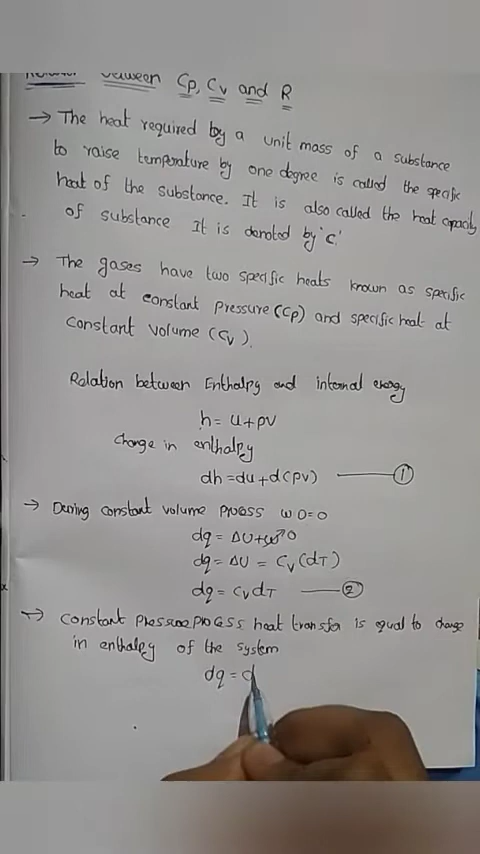 between Cp, Cv and R
→ The heat required by a unit mass of a substance
to raise temperature by one degree is called the specific
heat of the substance. It is also called the heat capacity
of substance It is denoted by 'C'.
→ The gases have two specific heats known as specific
heat at constant pressure (Cp) and specific heat at
constant volume (Cv).
Relation between Enthalpy and internal energy
h = u + pv
Change in enthalpy
dh = du + d(pv) —— ①
→ During constant volume process WD = 0
dq = ΔU + w↗0
dq = ΔU = Cv(dT)
dq = Cv dT —— ②
→ Constant pressure process heat transfer is equal to change
in enthalpy of the system
dq = d